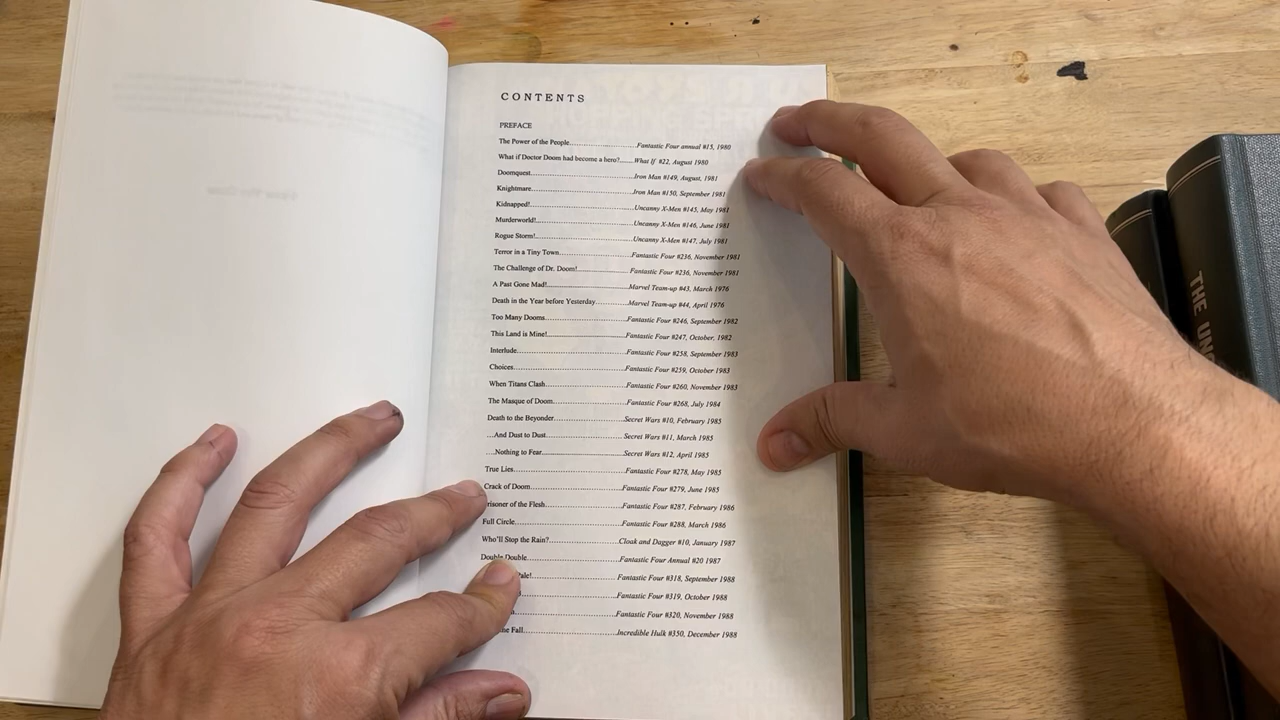 CONTENTS
PREFACE
The Power of the People..............................Fantastic Four annual #15, 1980
What if Doctor Doom had become a hero?......What If #22, August 1980
Doomquest..............................................Iron Man #149, August, 1981
Knightmare..............................................Iron Man #150, September 1981
Kidnapped!..............................................Uncanny X-Men #145, May 1981
Murderworld!...........................................Uncanny X-Men #146, June 1981
Rogue Storm!...........................................Uncanny X-Men #147, July 1981
Terror in a Tiny Town................................Fantastic Four #236, November 1981
The Challenge of Dr. Doom!........................Fantastic Four #236, November 1981
A Past Gone Mad!.....................................Marvel Team-up #43, March 1976
Death in the Year before Yesterday...............Marvel Team-up #44, April 1976
Too Many Dooms......................................Fantastic Four #246, September 1982
This Land is Mine!....................................Fantastic Four #247, October, 1982
Interlude.................................................Fantastic Four #258, September 1983
Choices...................................................Fantastic Four #259, October 1983
When Titans Clash....................................Fantastic Four #260, November 1983
The Masque of Doom.................................Fantastic Four #268, July 1984
Death to the Beyonder...............................Secret Wars #10, February 1985
...And Dust to Dust...................................Secret Wars #11, March 1985
...Nothing to Fear.....................................Secret Wars #12, April 1985
True Lies.................................................Fantastic Four #278, May 1985
Crack of Doom.........................................Fantastic Four #279, June 1985
risoner of the Flesh...................................Fantastic Four #287, February 1986
Full Circle................................................Fantastic Four #288, March 1986
Who'll Stop the Rain?................................Cloak and Dagger #10, January 1987
Double Double.........................................Fantastic Four Annual #20 1987
Fantastic Four #318, September 1988
Fantastic Four #319, October 1988
Fantastic Four #320, November 1988
Fall........................Incredible Hulk #350, December 1988
THE